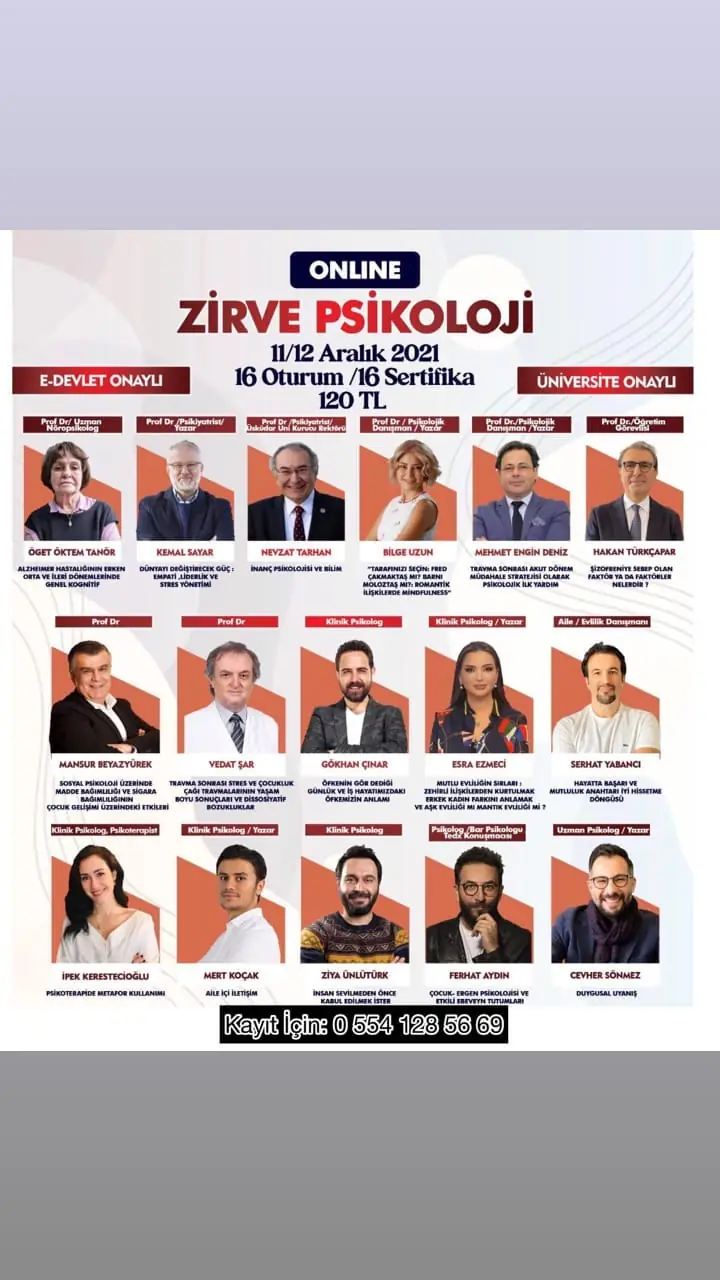 ONLINE
ZİRVE PSİKOLOJİ
11/12 Aralık 2021
16 Oturum /16 Sertifika
120 TL
E-DEVLET ONAYLI
ÜNİVERSİTE ONAYLI
Prof Dr/ Uzman
Nöropsikolog
ÖGET ÖKTEM TANÖR
ALZHEIMER HASTALIĞININ ERKEN
ORTA VE İLERİ DÖNEMLERİNDE
GENEL KOGNİTİF
Prof Dr /Psikiyatrist/
Yazar
KEMAL SAYAR
DÜNYAYI DEĞİŞTİRECEK GÜÇ :
EMPATİ ,LİDERLİK VE
STRES YÖNETİMİ
Prof Dr /Psikiyatrist/
Üsküdar Üni Kurucu Rektörü
NEVZAT TARHAN
İNANÇ PSİKOLOJİSİ VE BİLİM
Prof Dr / Psikolojik
Danışman / Yazar
BİLGE UZUN
"TARAFINIZI SEÇİN: FRED
ÇAKMAKTAŞ MI? BARNI
MOLOZTAŞ MI?: ROMANTİK
İLİŞKİLERDE MINDFULNESS"
Prof Dr./Psikolojik
Danışman /Yazar
MEHMET ENGİN DENİZ
TRAVMA SONRASI AKUT DÖNEM
MÜDAHALE STRATEJİSİ OLARAK
PSİKOLOJİK İLK YARDIM
Prof Dr./Öğretim
Görevlisi
HAKAN TÜRKÇAPAR
ŞİZOFRENİYE SEBEP OLAN
FAKTÖR YA DA FAKTÖRLER
NELERDİR ?
Prof Dr
MANSUR BEYAZYÜREK
SOSYAL PSİKOLOJİ ÜZERİNDE
MADDE BAĞIMLILIĞI VE SİGARA
BAĞIMLILIĞININ
ÇOCUK GELİŞİMİ ÜZERİNDEKİ ETKİLERİ
Prof Dr
VEDAT ŞAR
TRAVMA SONRASI STRES VE ÇOCUKLUK
ÇAĞI TRAVMALARININ YAŞAM
BOYU SONUÇLARI VE DİSSOSİYATİF
BOZUKLUKLAR
Klinik Psikolog
GÖKHAN ÇINAR
ÖFKENİN GÖR DEDİĞİ
GÜNLÜK VE İŞ HAYATIMIZDAKİ
ÖFKEMİZİN ANLAMI
Klinik Psikolog / Yazar
ESRA EZMECİ
MUTLU EVLİLİĞİN SIRLARI :
ZEHİRLİ İLİŞKİLERDEN KURTULMAK
ERKEK KADIN FARKINI ANLAMAK
VE AŞK EVLİLİĞİ Mİ MANTIK EVLİLİĞİ Mİ ?
Aile / Evlilik Danışmanı
SERHAT YABANCI
HAYATTA BAŞARI VE
MUTLULUK ANAHTARI İYİ HİSSETME
DÖNGÜSÜ
Klinik Psikolog, Psikoterapist
İPEK KERESTECİOĞLU
PSİKOTERAPİDE METAFOR KULLANIMI
Klinik Psikolog / Yazar
MERT KOÇAK
AİLE İÇİ İLETİŞİM
Klinik Psikolog
ZİYA ÜNLÜTÜRK
İNSAN SEVİLMEDEN ÖNCE
KABUL EDİLMEK İSTER
Psikolog /Bar Psikologu
Tedx Konuşmacısı
FERHAT AYDIN
ÇOCUK- ERGEN PSİKOLOJİSİ VE
ETKİLİ EBEVEYN TUTUMLARI
Uzman Psikolog / Yazar
CEVHER SÖNMEZ
DUYGUSAL UYANIŞ
Kayıt İçin: 0 554 128 56 69